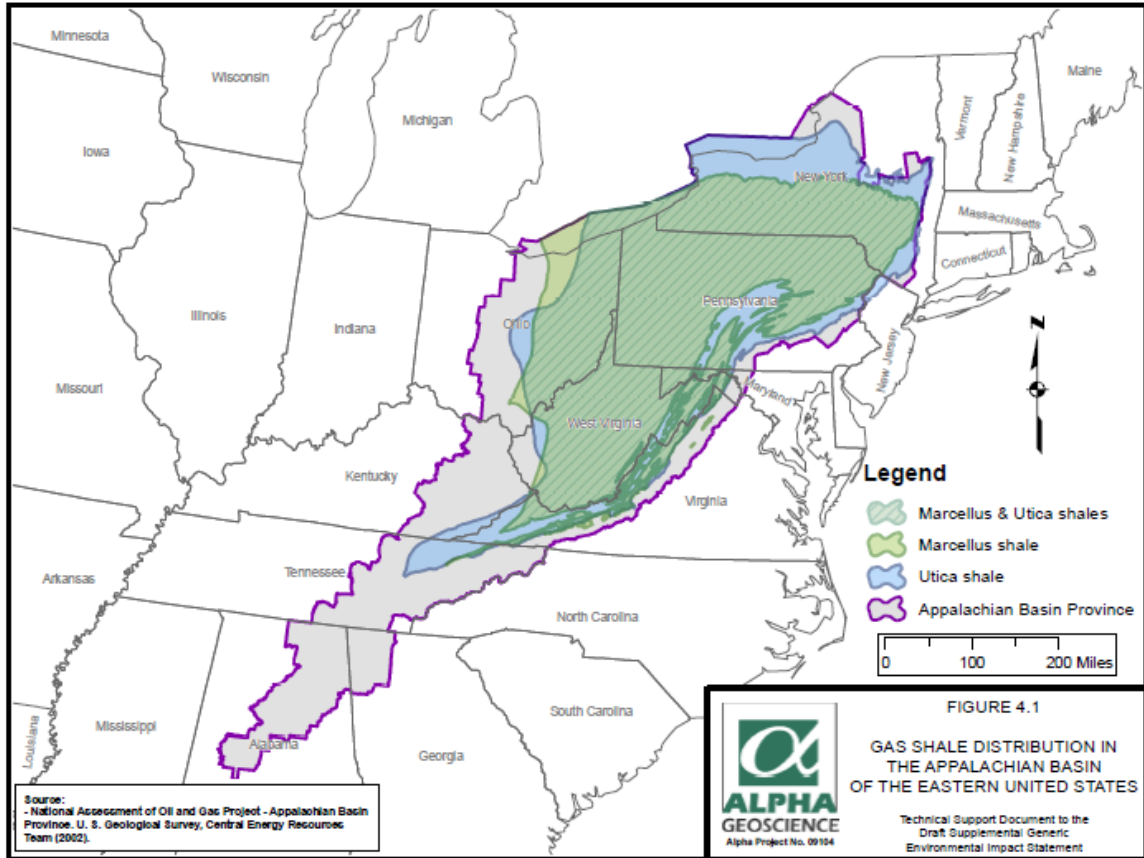 Minnesota
Wisconsin
Michigan
Iowa
Maine
Vermont
New Hampshire
New York
Massachusetts
Connecticut
Illinois
Indiana
Ohio
Pennsylvania
New Jersey
Missouri
Maryland
West Virginia
Kentucky
Virginia
Arkansas
Tennessee
North Carolina
Mississippi
Alabama
Georgia
South Carolina
Louisiana
N
Legend
Marcellus & Utica shales
Marcellus shale
Utica shale
Appalachian Basin Province
0 100 200 Miles
Source:
- National Assessment of Oil and Gas Project - Appalachian Basin
Province. U. S. Geological Survey, Central Energy Resources
Team (2002).
α
ALPHA
GEOSCIENCE
Alpha Project No. 09104
FIGURE 4.1
GAS SHALE DISTRIBUTION IN
THE APPALACHIAN BASIN
OF THE EASTERN UNITED STATES
Technical Support Document to the
Draft Supplemental Generic
Environmental Impact Statement